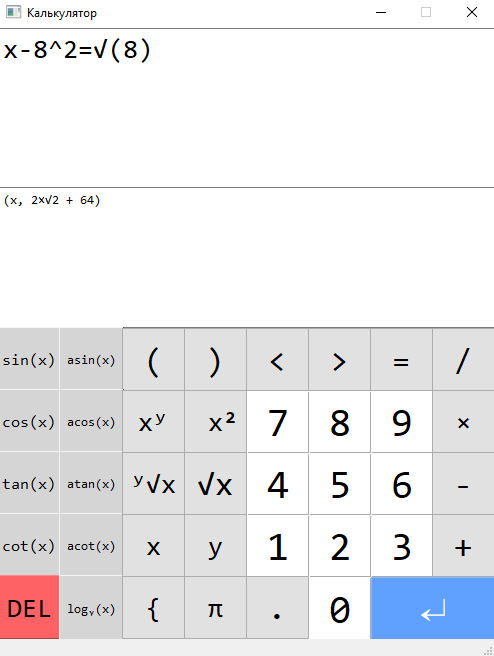 Калькулятор
x-8^2=√(8)
(x, 2×√2 + 64)
sin(x) asin(x) ( ) < > = /
cos(x) acos(x) xʸ x² 7 8 9 ×
tan(x) atan(x) ʸ√x √x 4 5 6 -
cot(x) acot(x) x y 1 2 3 +
DEL logᵧ(x) { π . 0